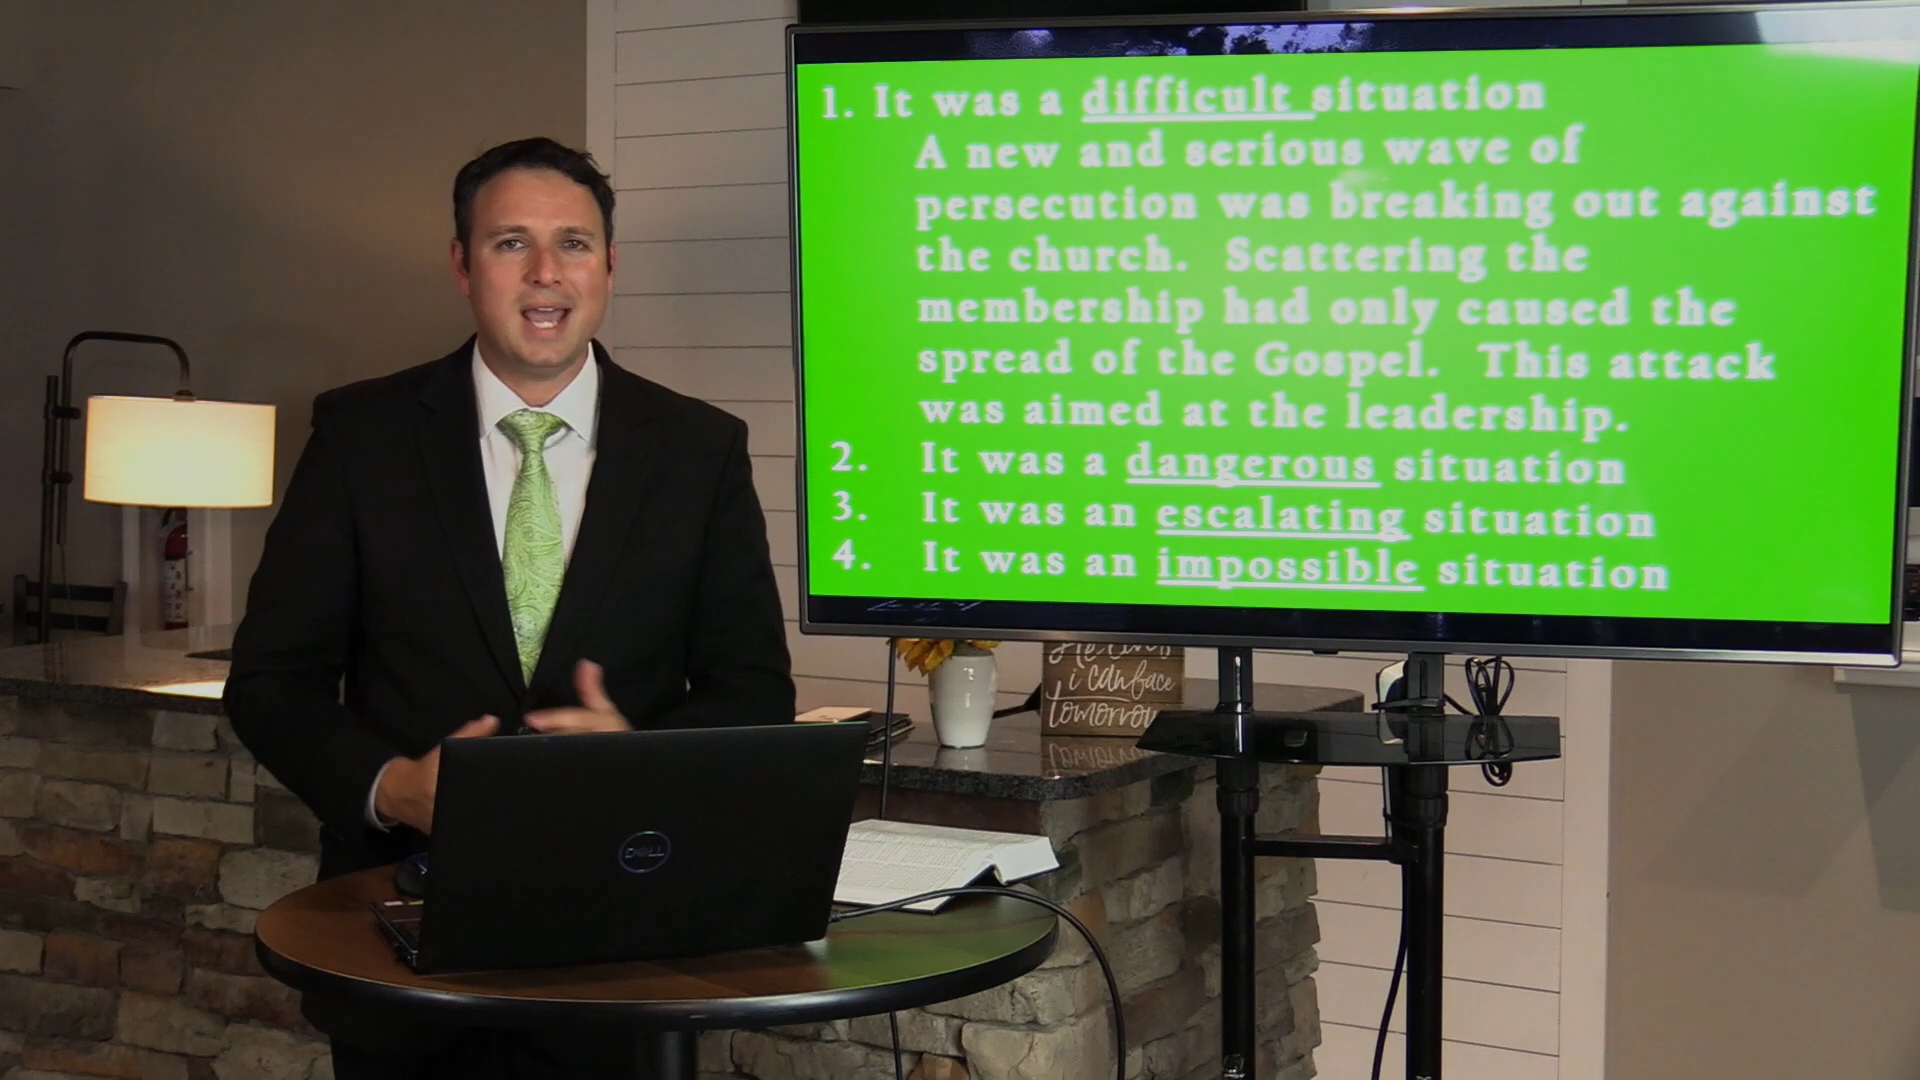 1. It was a difficult situation
A new and serious wave of
persecution was breaking out against
the church. Scattering the
membership had only caused the
spread of the Gospel. This attack
was aimed at the leadership.
2. It was a dangerous situation
3. It was an escalating situation
4. It was an impossible situation
i can face
tomorrow
DELL